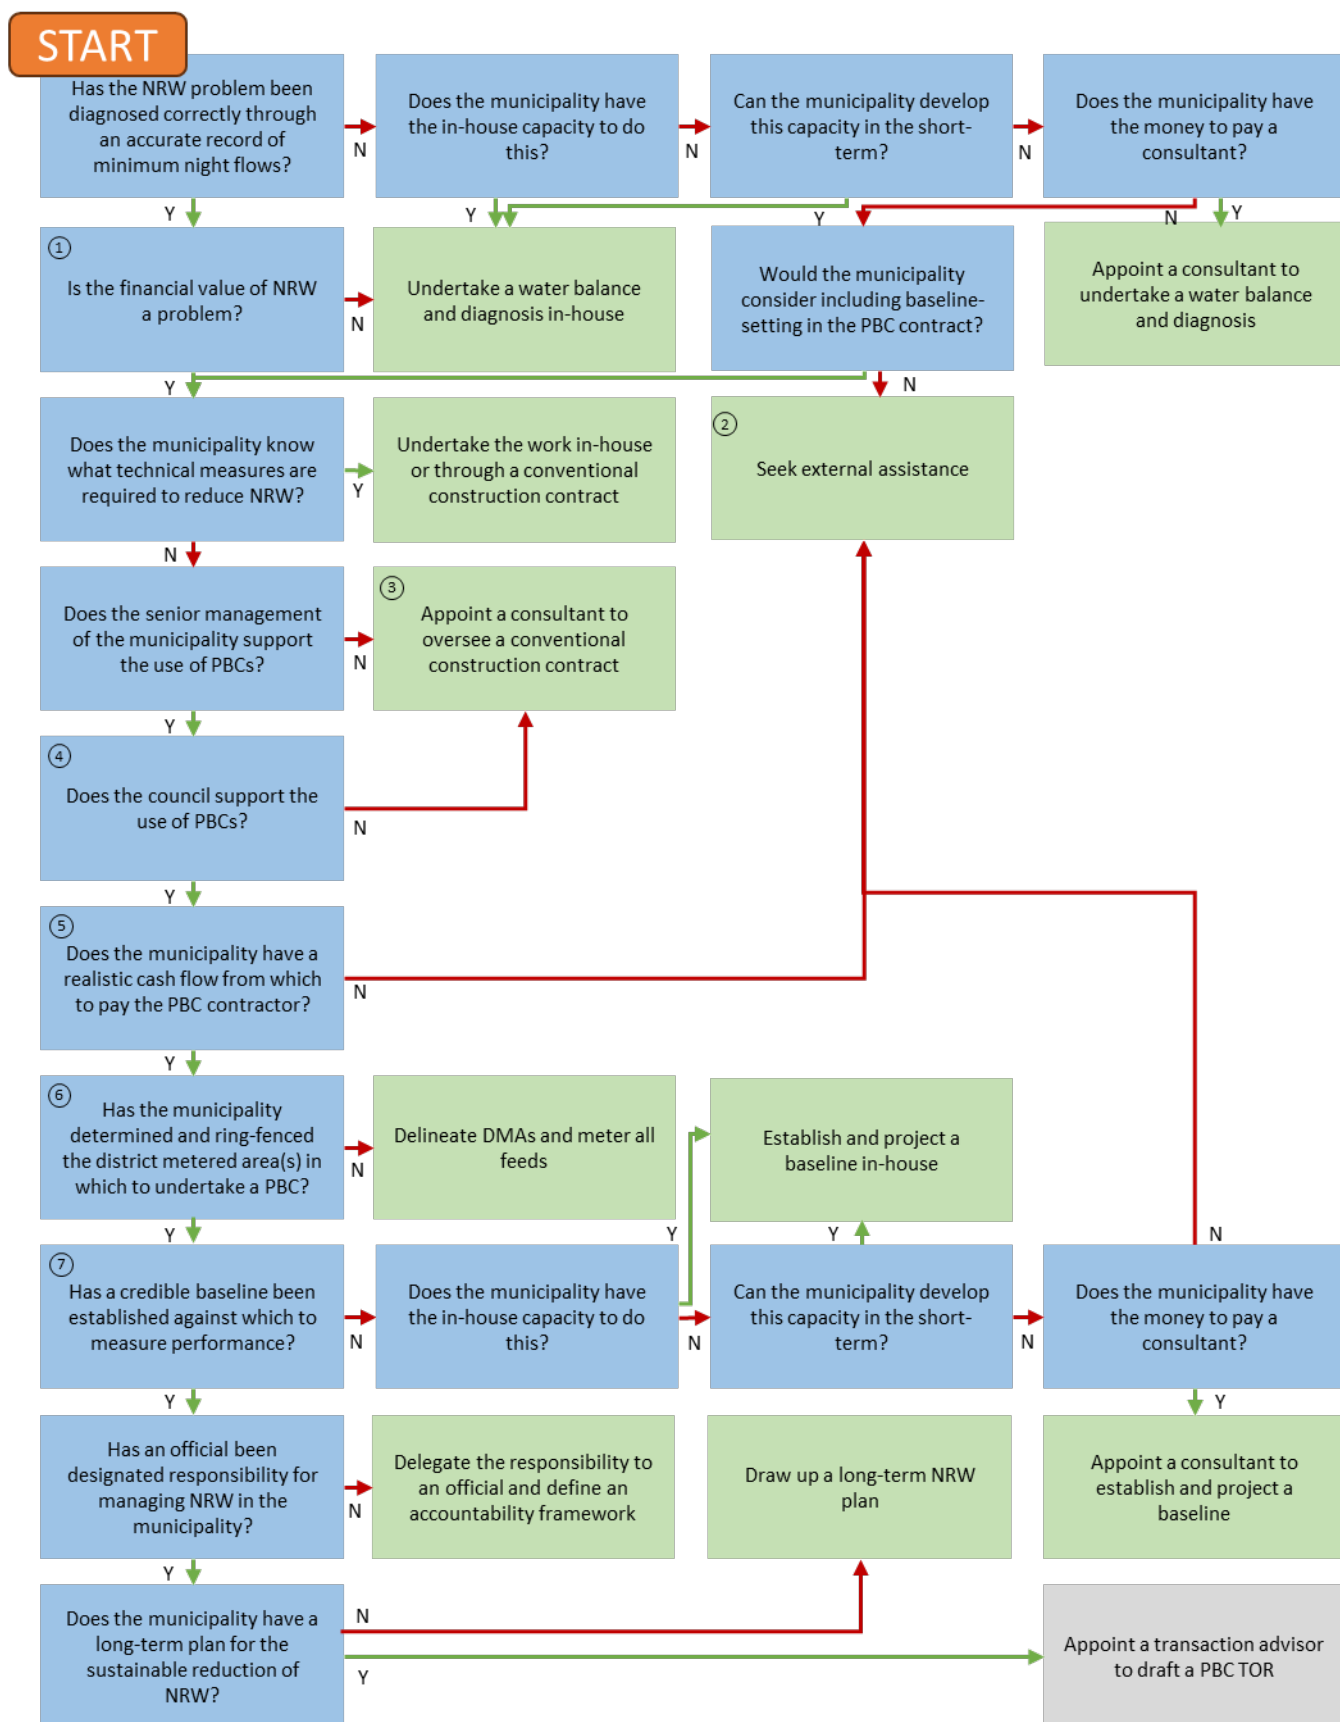 START
Has the NRW problem been
diagnosed correctly through
an accurate record of
minimum night flows?
N
Does the municipality have
the in-house capacity to do
this?
N
Can the municipality develop
this capacity in the short-
term?
N
Does the municipality have
the money to pay a
consultant?
Y
Y
Y
N
Y
1
Is the financial value of NRW
a problem?
N
Undertake a water balance
and diagnosis in-house
Would the municipality
consider including baseline-
setting in the PBC contract?
Appoint a consultant to
undertake a water balance
and diagnosis
Y
N
Does the municipality know
what technical measures are
required to reduce NRW?
Y
Undertake the work in-house
or through a conventional
construction contract
2
Seek external assistance
N
Does the senior management
of the municipality support
the use of PBCs?
N
3
Appoint a consultant to
oversee a conventional
construction contract
Y
4
Does the council support the
use of PBCs?
N
Y
5
Does the municipality have a
realistic cash flow from which
to pay the PBC contractor?
N
Y
6
Has the municipality
determined and ring-fenced
the district metered area(s) in
which to undertake a PBC?
N
Delineate DMAs and meter all
feeds
Establish and project a
baseline in-house
Y
Y
Y
N
7
Has a credible baseline been
established against which to
measure performance?
N
Does the municipality have
the in-house capacity to do
this?
N
Can the municipality develop
this capacity in the short-
term?
N
Does the municipality have
the money to pay a
consultant?
Y
Y
Has an official been
designated responsibility for
managing NRW in the
municipality?
N
Delegate the responsibility to
an official and define an
accountability framework
Draw up a long-term NRW
plan
Appoint a consultant to
establish and project a
baseline
Y
Does the municipality have a
long-term plan for the
sustainable reduction of
NRW?
N
Y
Appoint a transaction advisor
to draft a PBC TOR